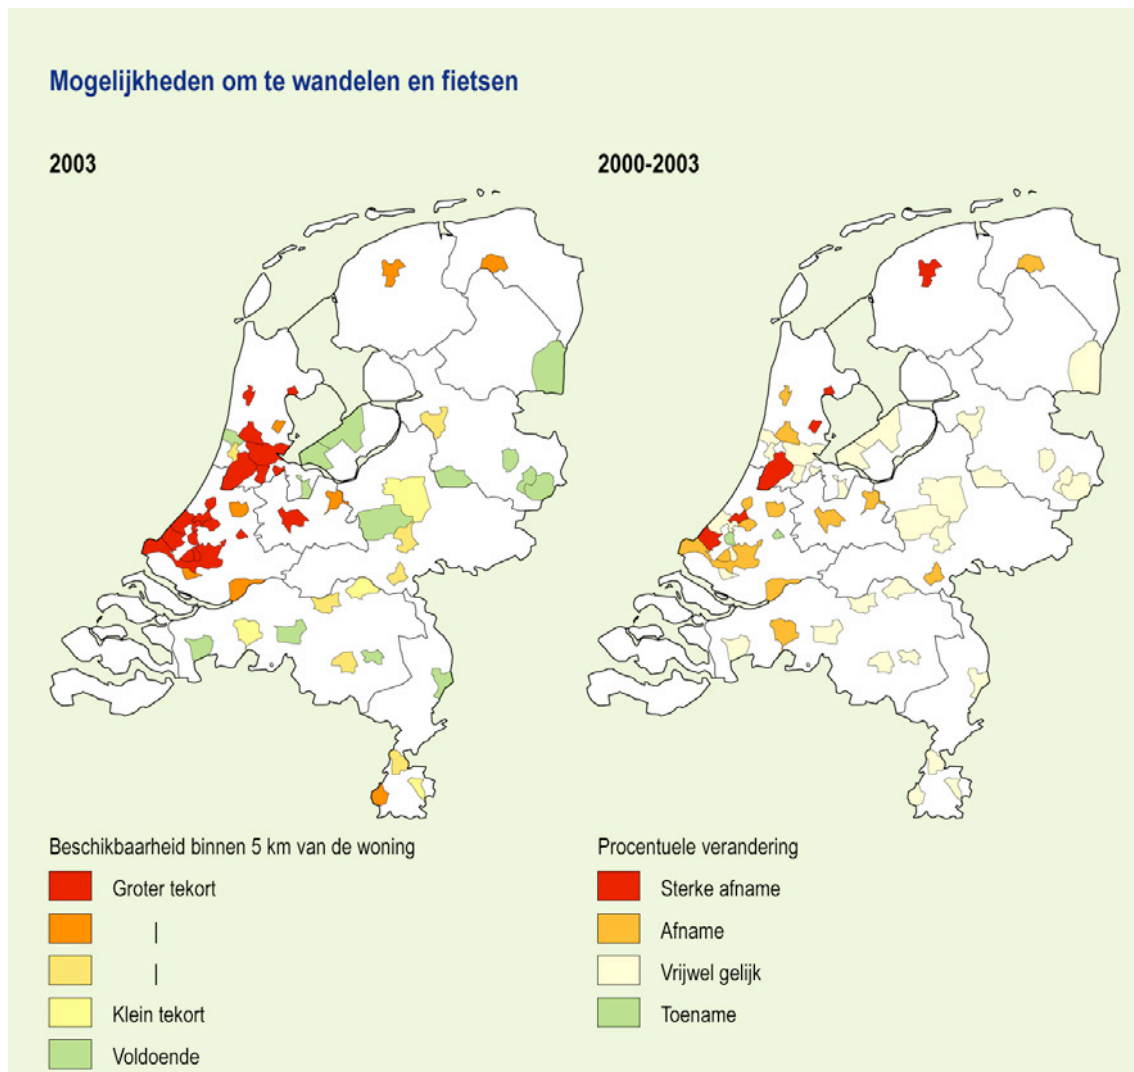 Mogelijkheden om te wandelen en fietsen
2003
2000-2003
Beschikbaarheid binnen 5 km van de woning
Groter tekort
|
|
Klein tekort
Voldoende
Procentuele verandering
Sterke afname
Afname
Vrijwel gelijk
Toename